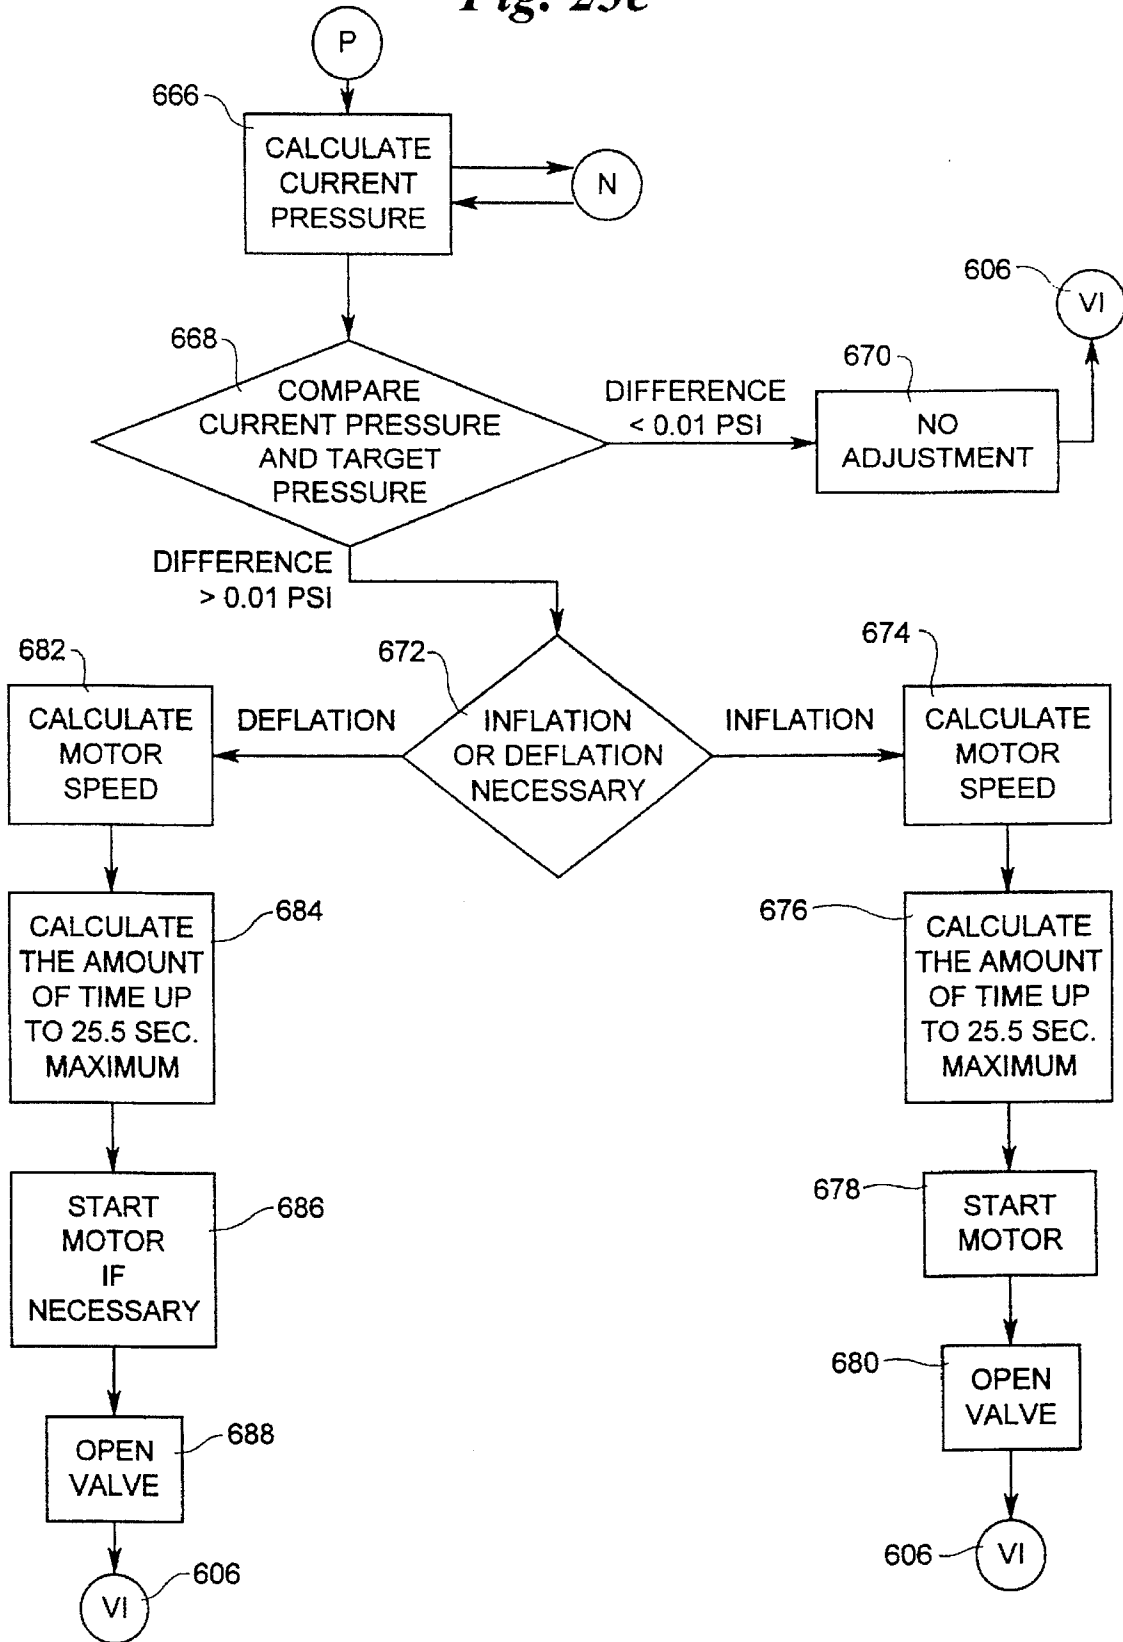 P
666
CALCULATE
CURRENT
PRESSURE
N
606
VI
668
COMPARE
CURRENT PRESSURE
AND TARGET
PRESSURE
DIFFERENCE
< 0.01 PSI
670
NO
ADJUSTMENT
DIFFERENCE
> 0.01 PSI
672
INFLATION
OR DEFLATION
NECESSARY
DEFLATION
INFLATION
682
CALCULATE
MOTOR
SPEED
674
CALCULATE
MOTOR
SPEED
684
CALCULATE
THE AMOUNT
OF TIME UP
TO 25.5 SEC.
MAXIMUM
676
CALCULATE
THE AMOUNT
OF TIME UP
TO 25.5 SEC.
MAXIMUM
686
START
MOTOR
IF
NECESSARY
678
START
MOTOR
688
OPEN
VALVE
680
OPEN
VALVE
606
VI
606
VI